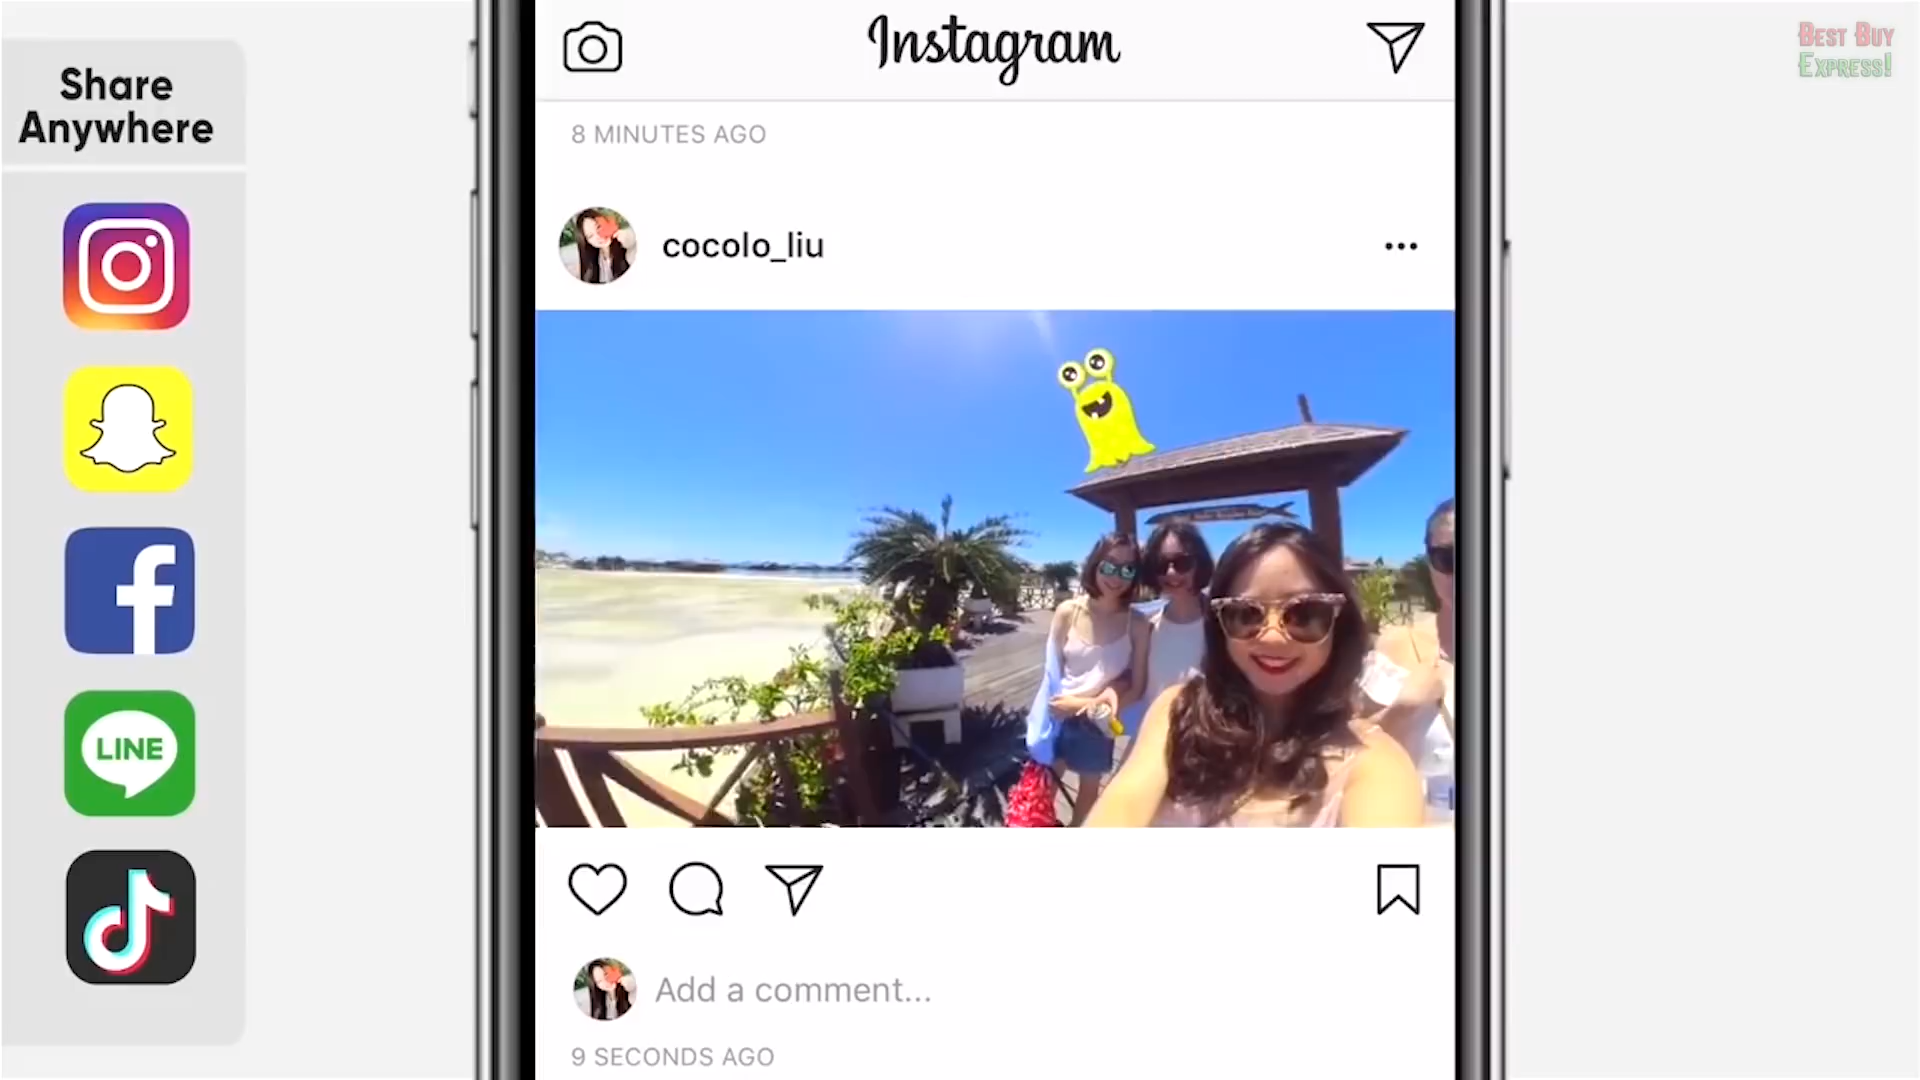 Share
Anywhere
LINE
Instagram
8 MINUTES AGO
cocolo_liu
Add a comment...
9 SECONDS AGO
BEST BUY
EXPRESS!